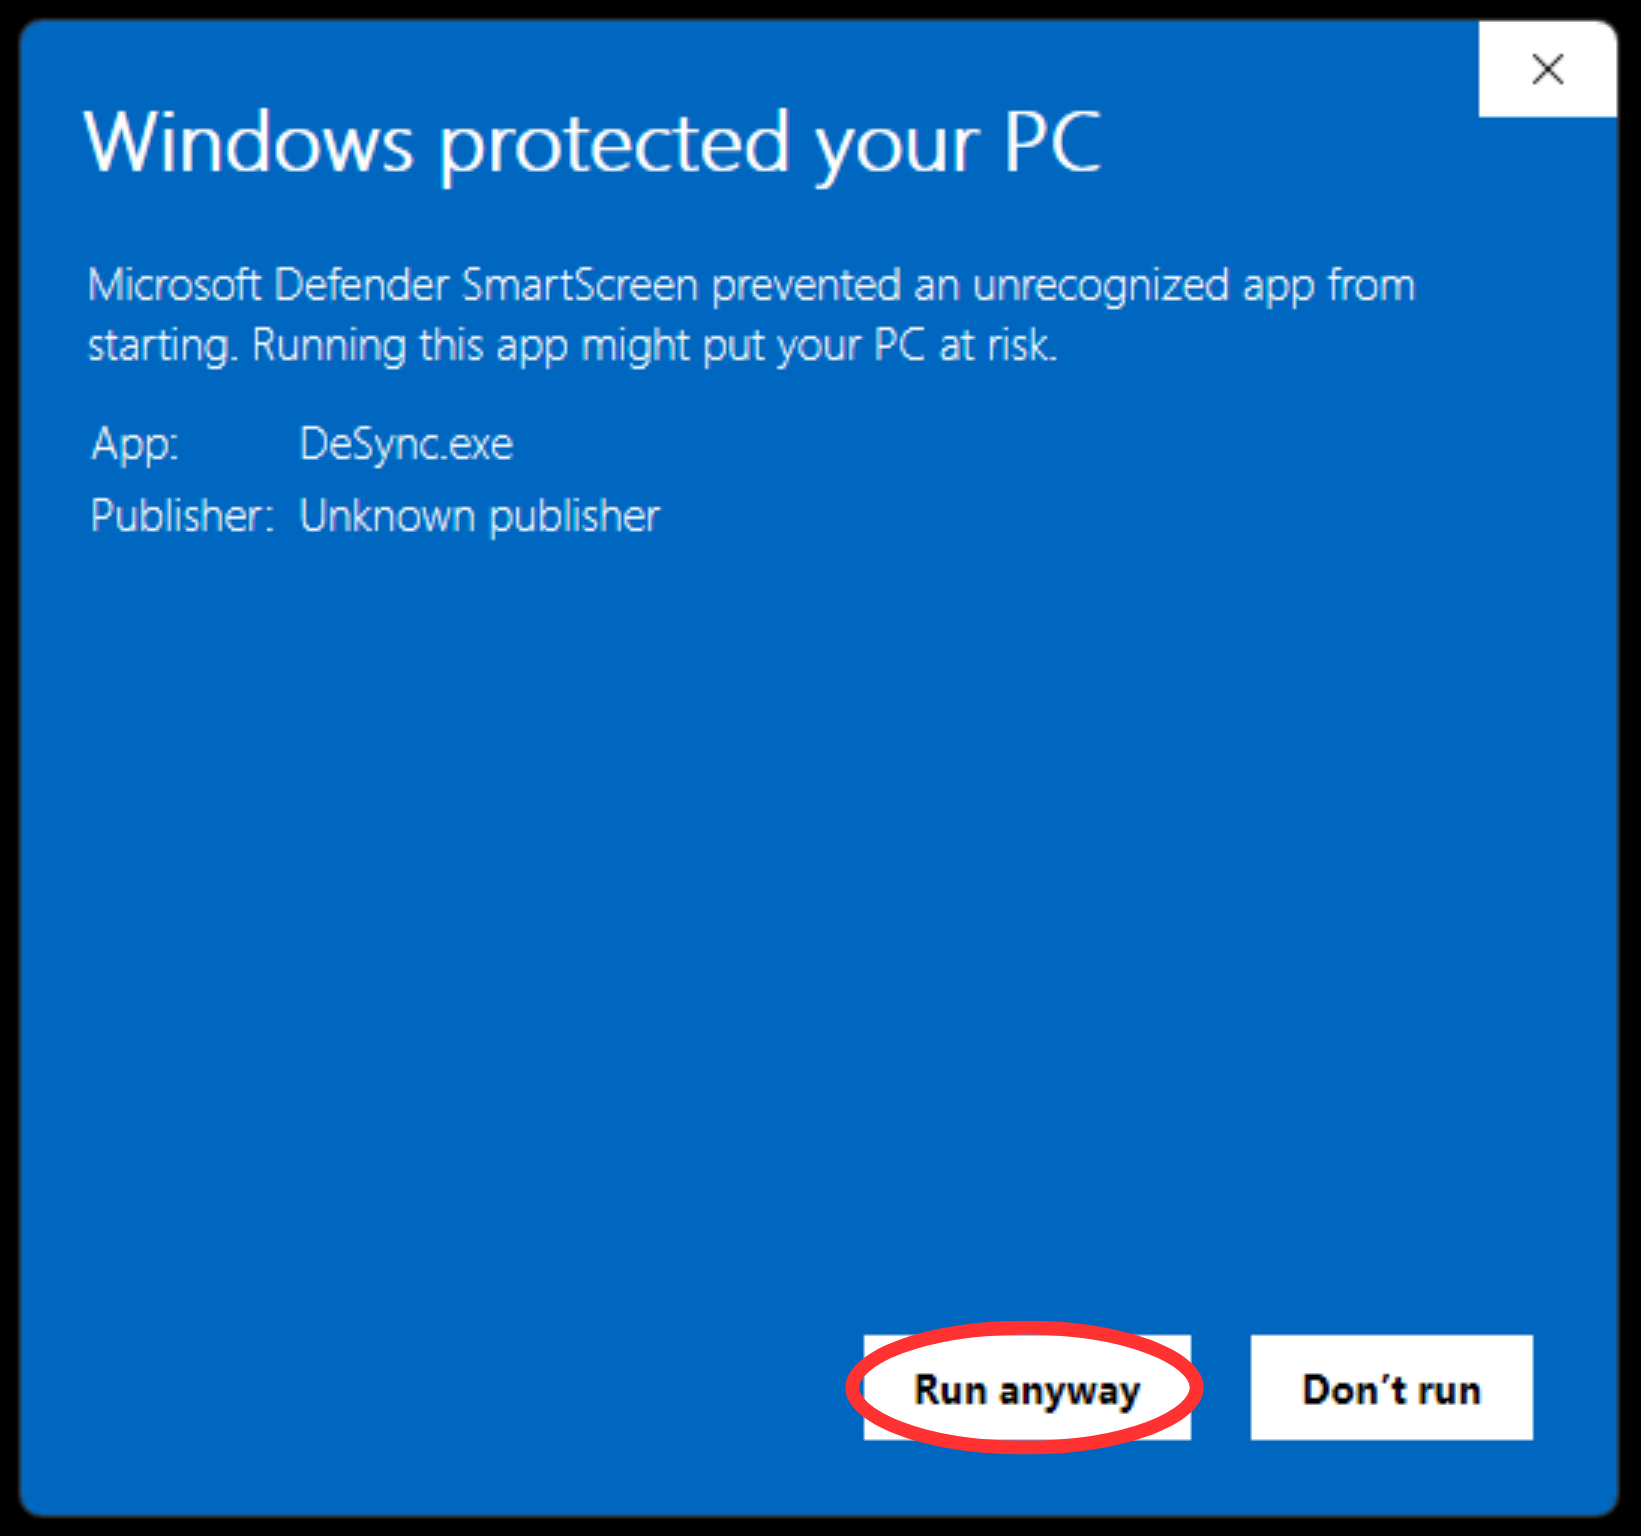 Windows protected your PC
Microsoft Defender SmartScreen prevented an unrecognized app from
starting. Running this app might put your PC at risk.
App: DeSync.exe
Publisher: Unknown publisher
Run anyway Don’t run